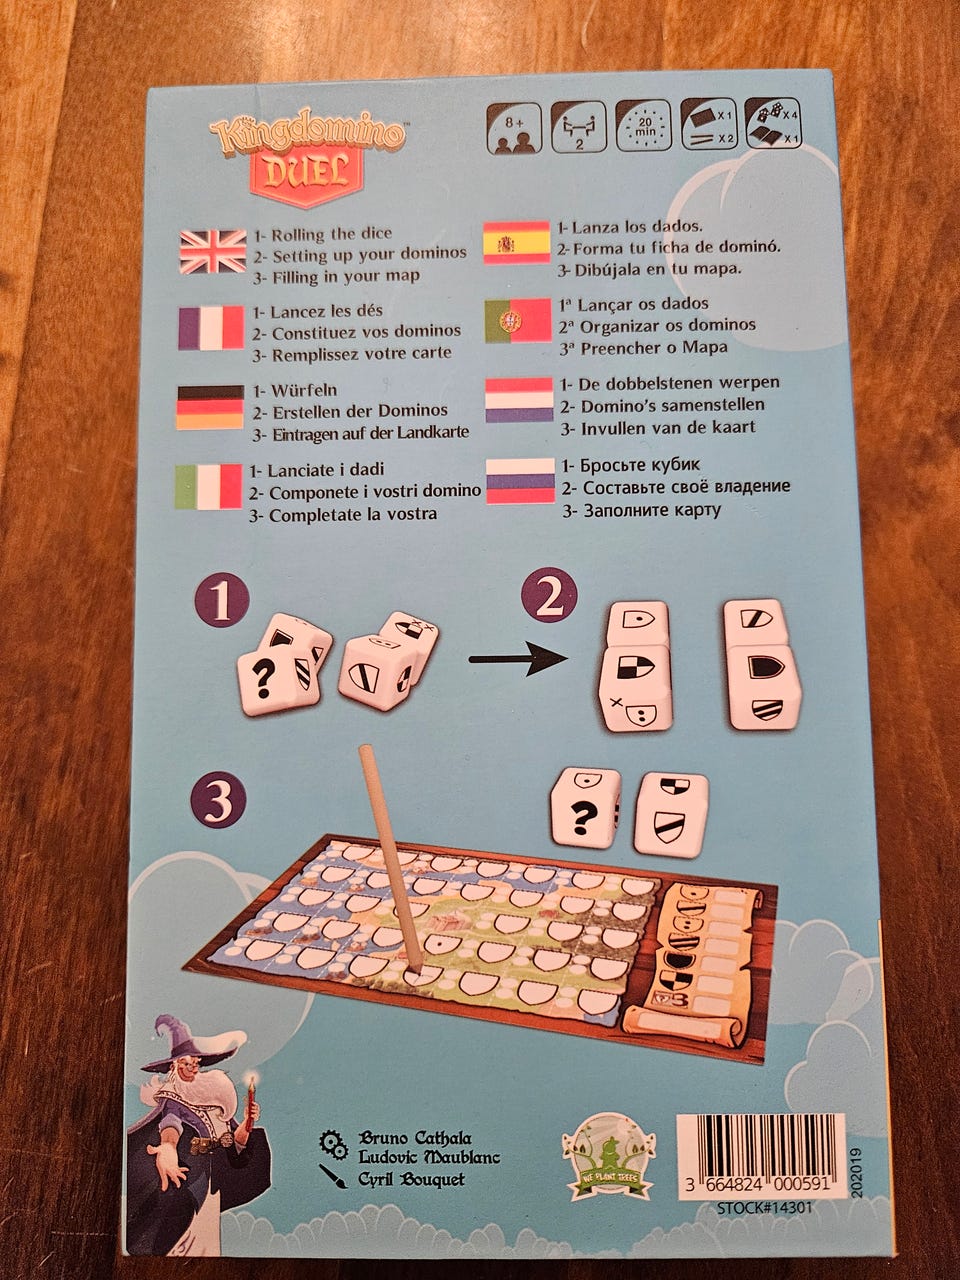 Kingdomino™
DUEL
8+
2
20
min
X 1
X 2
X 4
X 1
1- Rolling the dice
2- Setting up your dominos
3- Filling in your map
1- Lanza los dados.
2- Forma tu ficha de dominó.
3- Dibújala en tu mapa.
1- Lancez les dés
2- Constituez vos dominos
3- Remplissez votre carte
1ª Lançar os dados
2ª Organizar os dominos
3ª Preencher o Mapa
1- Würfeln
2- Erstellen der Dominos
3- Eintragen auf der Landkarte
1- De dobbelstenen werpen
2- Domino's samenstellen
3- Invullen van de kaart
1- Lanciate i dadi
2- Componete i vostri domino
3- Completate la vostra
1- Бросьте кубик
2- Составьте своё владение
3- Заполните карту
1
2
?
3
?
Bruno Cathala
Ludovic Maublanc
Cyril Bouquet
WE PLANT TREES
3 664824 000591
STOCK#14301
202019